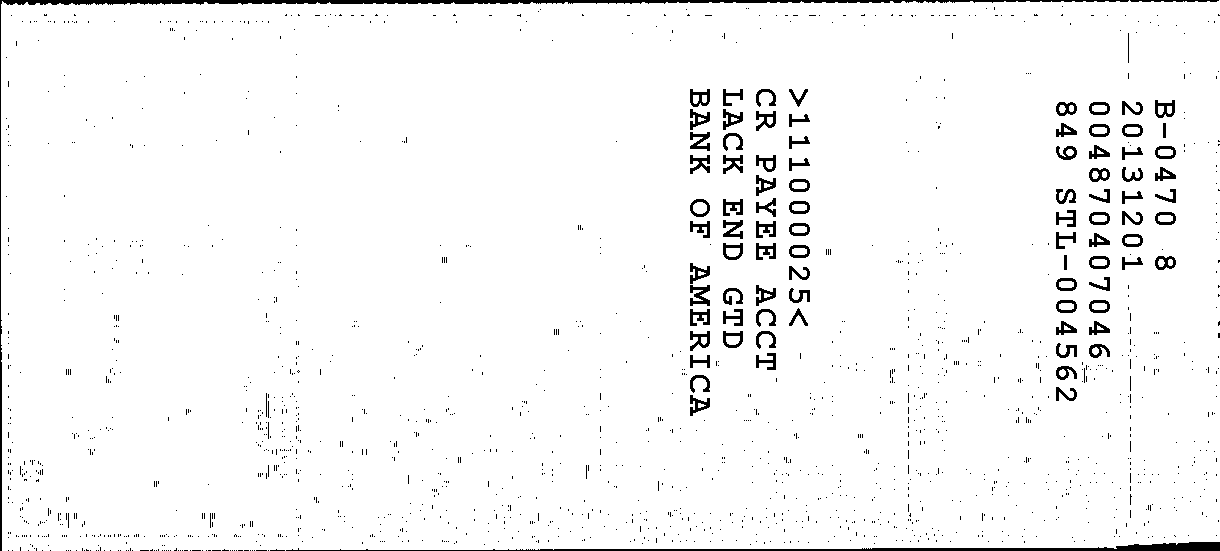 B-0470 8
20131201
004870407046
849 STL-004562
>111000025<
CR PAYEE ACCT
LACK END GTD
BANK OF AMERICA